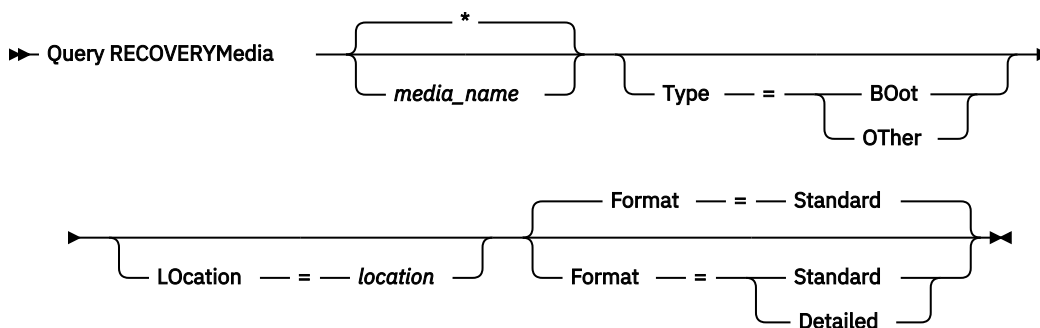 *
Query RECOVERYMedia
media_name
Type = BOot
OTher
Format = Standard
LOcation = location
Format = Standard
Detailed